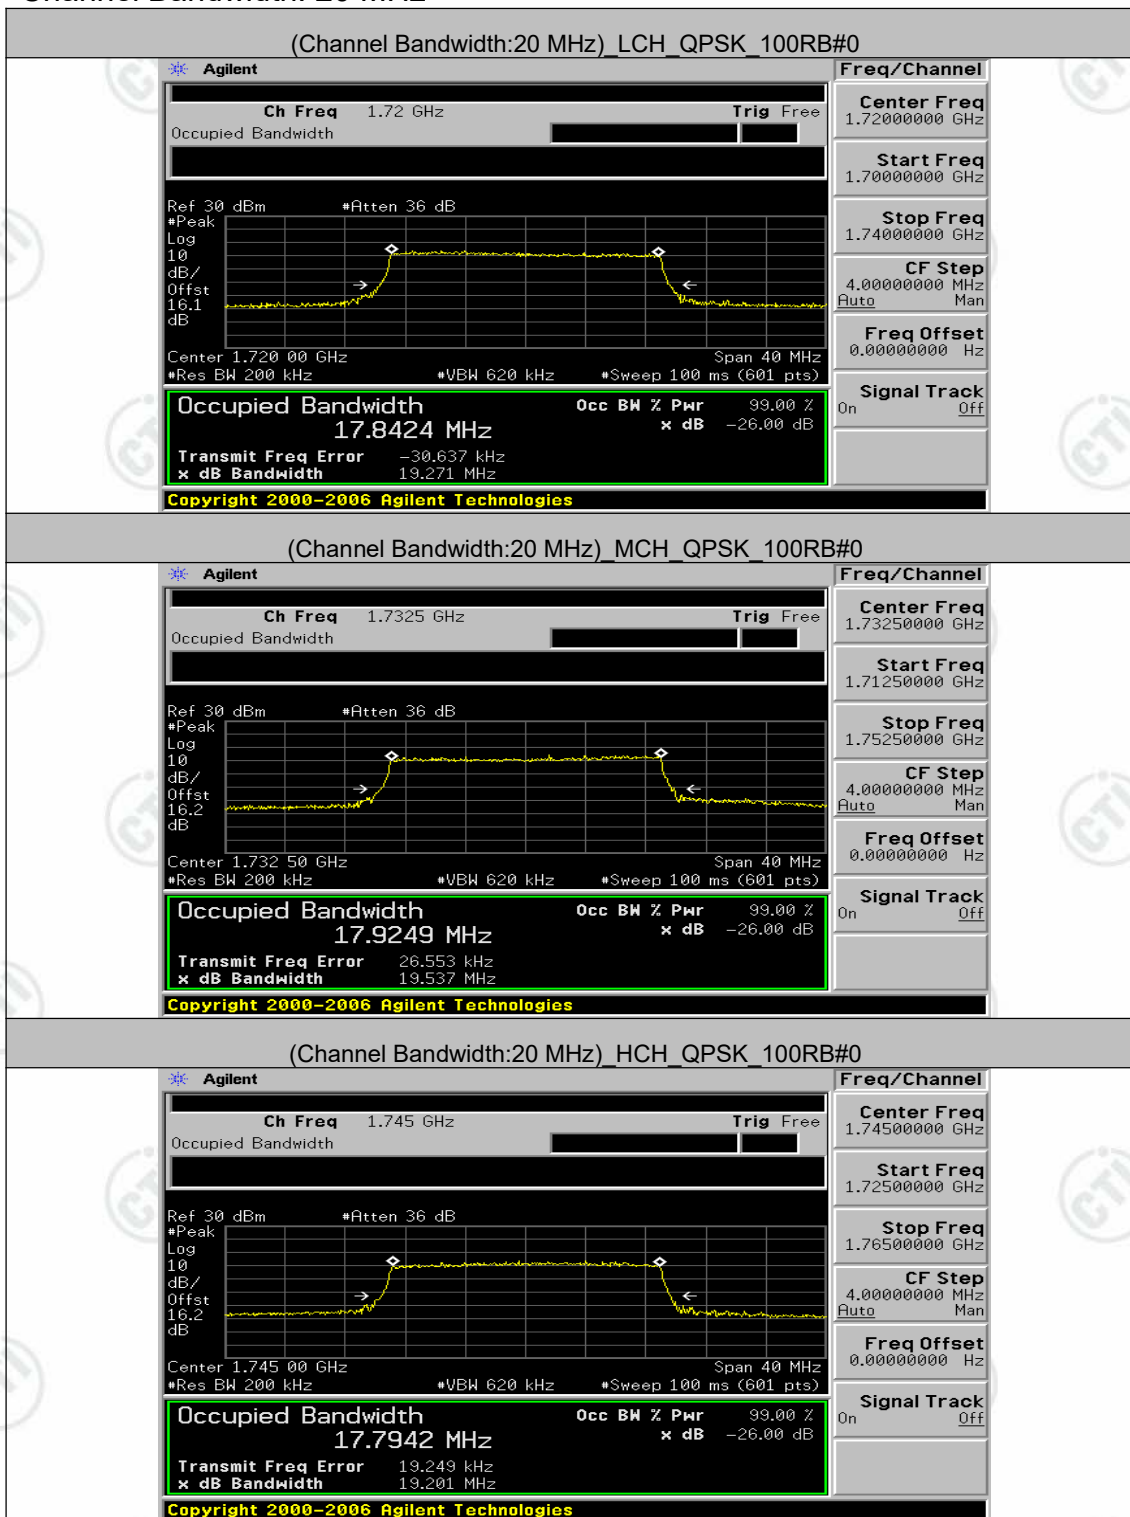 Channel Bandwidth: 20 MHz
(Channel Bandwidth:20 MHz)_LCH_QPSK_100RB#0
Agilent
Freq/Channel
Ch Freq 1.72 GHz Trig Free
Occupied Bandwidth
Center Freq
1.72000000 GHz
Start Freq
1.70000000 GHz
Stop Freq
1.74000000 GHz
CF Step
4.00000000 MHz
Auto Man
Freq Offset
0.00000000 Hz
Signal Track
On Off
Ref 30 dBm #Atten 36 dB
#Peak
Log
10
dB/
Offst
16.1
dB
Center 1.720 00 GHz Span 40 MHz
#Res BW 200 kHz #VBW 620 kHz #Sweep 100 ms (601 pts)
Occupied Bandwidth Occ BW % Pwr 99.00 %
17.8424 MHz x dB -26.00 dB
Transmit Freq Error -30.637 kHz
x dB Bandwidth 19.271 MHz
Copyright 2000-2006 Agilent Technologies
(Channel Bandwidth:20 MHz)_MCH_QPSK_100RB#0
Agilent
Freq/Channel
Ch Freq 1.7325 GHz Trig Free
Occupied Bandwidth
Center Freq
1.73250000 GHz
Start Freq
1.71250000 GHz
Stop Freq
1.75250000 GHz
CF Step
4.00000000 MHz
Auto Man
Freq Offset
0.00000000 Hz
Signal Track
On Off
Ref 30 dBm #Atten 36 dB
#Peak
Log
10
dB/
Offst
16.2
dB
Center 1.732 50 GHz Span 40 MHz
#Res BW 200 kHz #VBW 620 kHz #Sweep 100 ms (601 pts)
Occupied Bandwidth Occ BW % Pwr 99.00 %
17.9249 MHz x dB -26.00 dB
Transmit Freq Error 26.553 kHz
x dB Bandwidth 19.537 MHz
Copyright 2000-2006 Agilent Technologies
(Channel Bandwidth:20 MHz)_HCH_QPSK_100RB#0
Agilent
Freq/Channel
Ch Freq 1.745 GHz Trig Free
Occupied Bandwidth
Center Freq
1.74500000 GHz
Start Freq
1.72500000 GHz
Stop Freq
1.76500000 GHz
CF Step
4.00000000 MHz
Auto Man
Freq Offset
0.00000000 Hz
Signal Track
On Off
Ref 30 dBm #Atten 36 dB
#Peak
Log
10
dB/
Offst
16.2
dB
Center 1.745 00 GHz Span 40 MHz
#Res BW 200 kHz #VBW 620 kHz #Sweep 100 ms (601 pts)
Occupied Bandwidth Occ BW % Pwr 99.00 %
17.7942 MHz x dB -26.00 dB
Transmit Freq Error 19.249 kHz
x dB Bandwidth 19.201 MHz
Copyright 2000-2006 Agilent Technologies